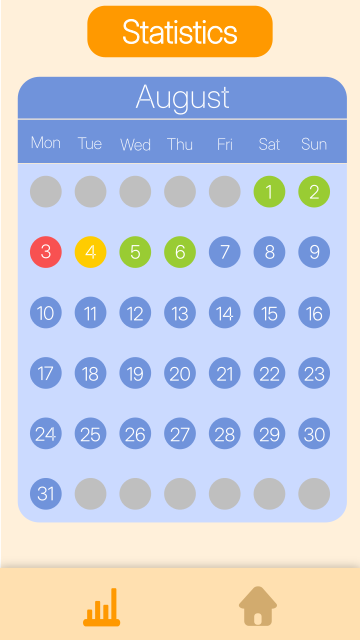 Statistics
August
Mon Tue Wed Thu Fri Sat Sun
1 2
3 4 5 6 7 8 9
10 11 12 13 14 15 16
17 18 19 20 21 22 23
24 25 26 27 28 29 30
31